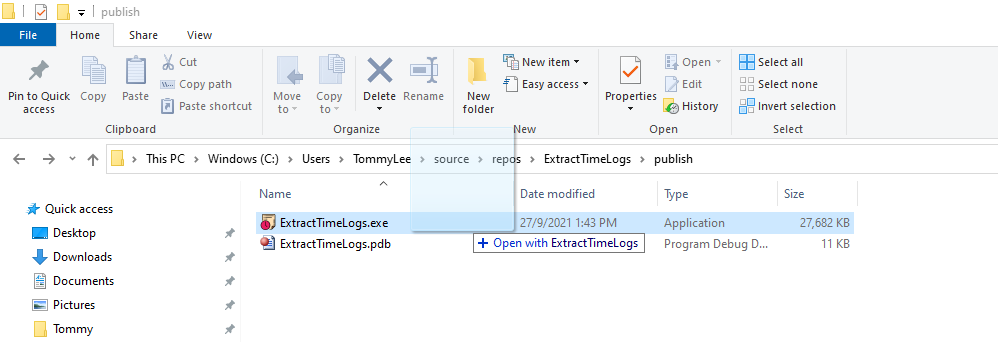 publish
File Home Share View
Pin to Quick access
Copy
Paste
Cut
Copy path
Paste shortcut
Clipboard
Move to
Copy to
Delete
Rename
Organize
New folder
New item
Easy access
New
Properties
Open
Edit
History
Open
Select all
Select none
Invert selection
Select
This PC > Windows (C:) > Users > TommyLee > source > repos > ExtractTimeLogs > publish
Quick access
Desktop
Downloads
Documents
Pictures
Tommy
Name Date modified Type Size
ExtractTimeLogs.exe 27/9/2021 1:43 PM Application 27,682 KB
ExtractTimeLogs.pdb + Open with ExtractTimeLogs Program Debug D... 11 KB